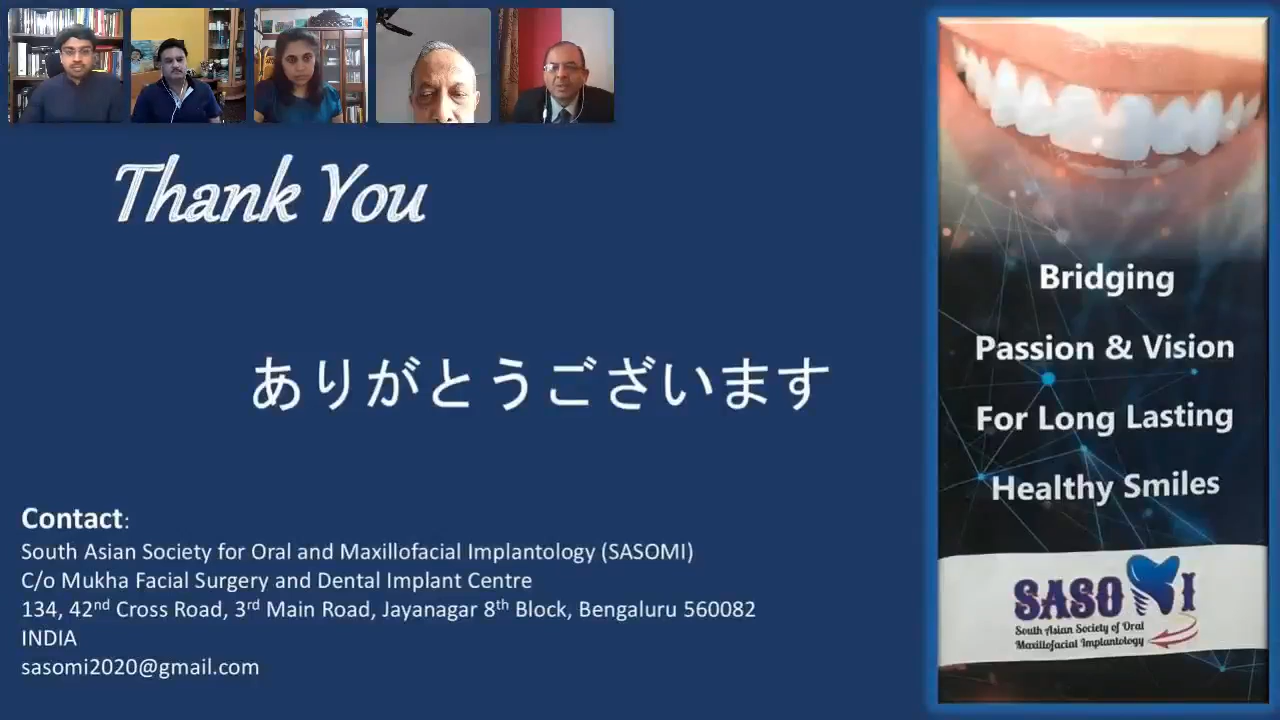 Thank You
ありがとうございます
Contact:
South Asian Society for Oral and Maxillofacial Implantology (SASOMI)
C/o Mukha Facial Surgery and Dental Implant Centre
134, 42nd Cross Road, 3rd Main Road, Jayanagar 8th Block, Bengaluru 560082
INDIA
sasomi2020@gmail.com
Bridging
Passion & Vision
For Long Lasting
Healthy Smiles
SASOMI
South Asian Society of Oral
Maxillofacial Implantology